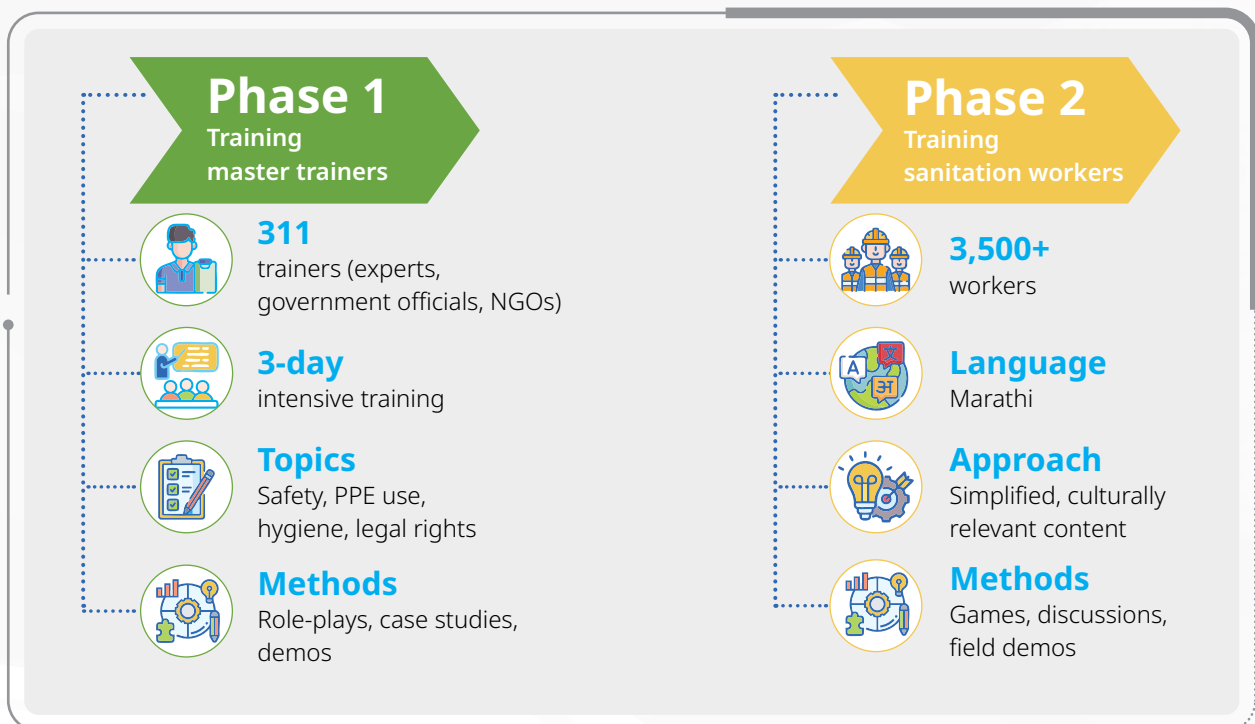 Phase 1
Training
master trainers
311
trainers (experts,
government officials, NGOs)
3-day
intensive training
Topics
Safety, PPE use,
hygiene, legal rights
Methods
Role-plays, case studies,
demos
Phase 2
Training
sanitation workers
3,500+
workers
A
文
अ
Language
Marathi
Approach
Simplified, culturally
relevant content
Methods
Games, discussions,
field demos